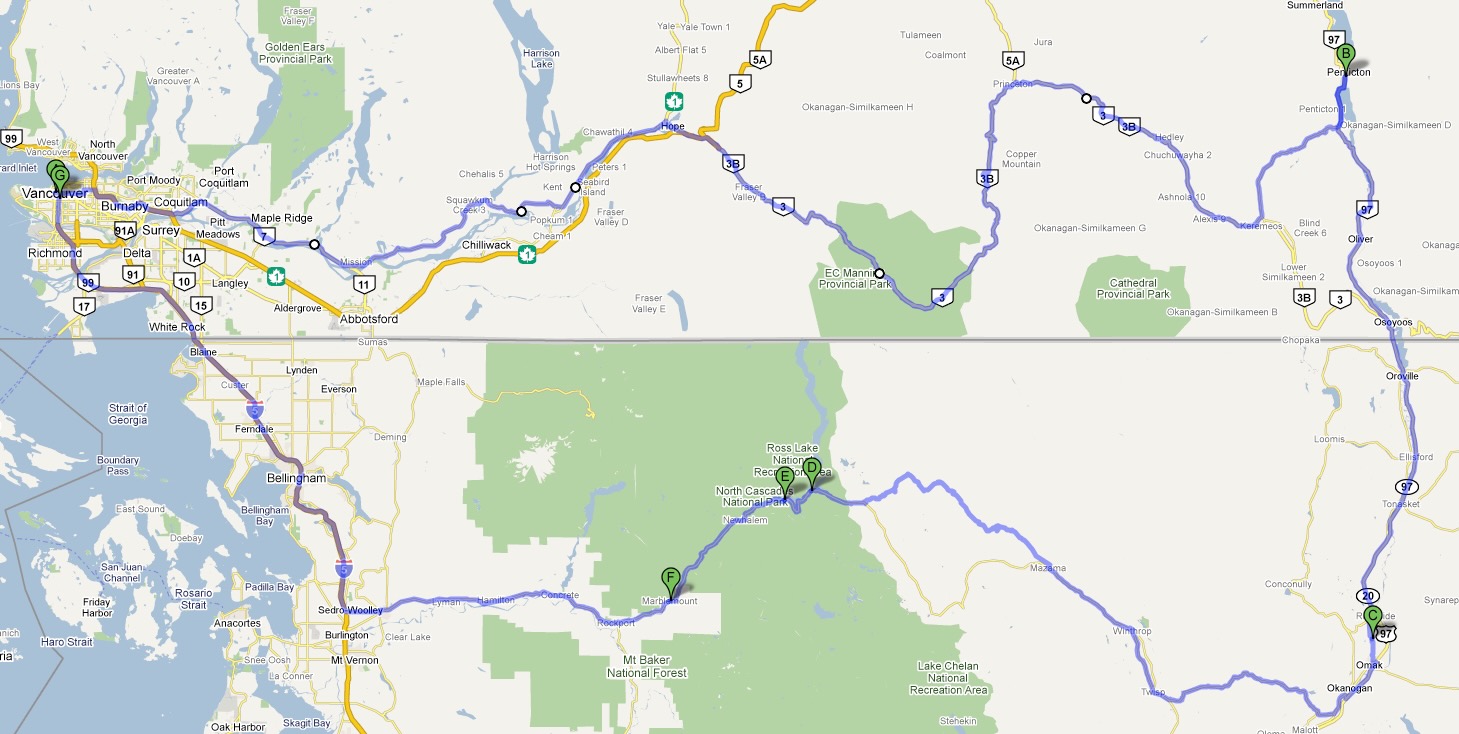 Summerland
Fraser
Valley F
Golden Ears
Provincial Park
Harrison
Lake
Yale
Yale Town 1
Albert Flat 5
Stullawheets 8
5A
5
Tulameen
Coalmont
Jura
5A
Princeton
97
B
Penticton
Penticton 1
Okanagan-Similkameen D
Okanagan-Similkameen H
Greater
Vancouver A
Lions Bay
99
West
Vancouver
North
Vancouver
G
Vancouver
Burnaby
Port Moody
Port
Coquitlam
Coquitlam
Pitt
Meadows
Maple Ridge
7
91A
Surrey
Richmond
Delta
1A
91
10
99
17
15
Langley
1
Aldergrove
White Rock
Mission
11
Abbotsford
Sumas
Chilliwack
1
Chehalis 5
Squawkum
Creek 3
Harrison
Hot Springs
Kent
Seabird
Island
Popkum 1
Cheam 1
Peters 1
Chawathil 4
Hope
1
Fraser
Valley D
Fraser
Valley E
3B
Fraser
Valley B
3
EC Manning
Provincial Park
3
3B
Copper
Mountain
3
3B
Hedley
Chuchuwayha 2
Ashnola 10
Alexis 9
Keremeos
Okanagan-Similkameen G
Cathedral
Provincial Park
Okanagan-Similkameen B
Blind
Creek 6
Lower
Similkameen 2
3B
3
97
Oliver
Osoyoos 1
Okanagan-Similkam
Osoyoos
Chopaka
Oroville
Blaine
Lynden
Custer
Everson
5
Ferndale
Deming
Maple Falls
Bellingham
Bellingham
Bay
Strait of
Georgia
Boundary
Pass
East Sound
Doebay
San Juan
Channel
Friday
Harbor
Haro Strait
Rosario
Strait
Padilla Bay
Anacortes
5
Sedro-Woolley
Burlington
Clear Lake
Mt Vernon
Snee Oosh
La Conner
Skagit Bay
Oak Harbor
Lyman
Hamilton
Concrete
Rockport
F
Marblemount
Newhalem
North Cascades
National Park
E
D
Ross Lake
National
Recreation Area
Mt Baker
National Forest
Lake Chelan
National
Recreation Area
Stehekin
Mazama
Winthrop
Twisp
Loomis
Ellisford
97
Tonasket
Conconully
20
C
Riverside
97
Synarep
Omak
Okanogan
Malott